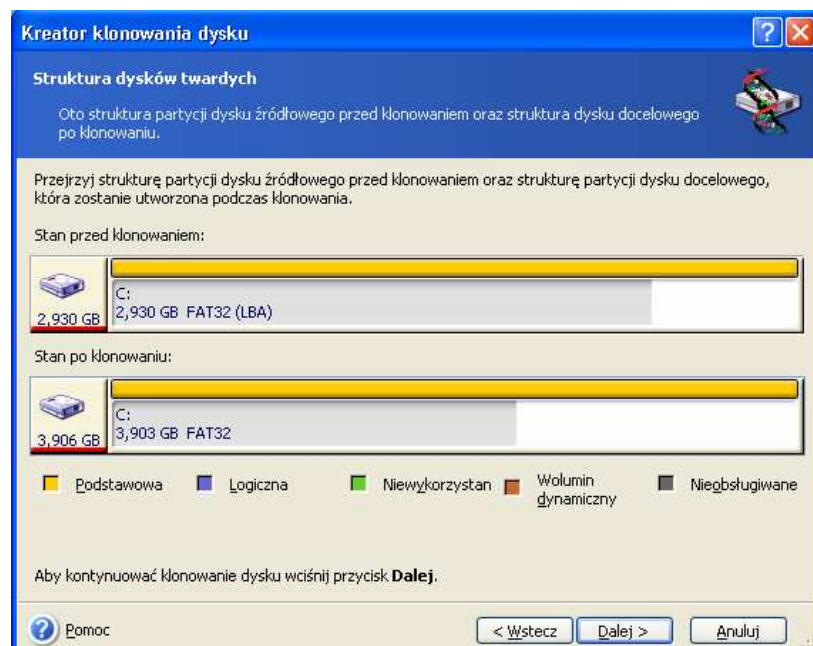 Kreator klonowania dysku
Struktura dysków twardych
Oto struktura partycji dysku źródłowego przed klonowaniem oraz struktura dysku docelowego
po klonowaniu.
Przejrzyj strukturę partycji dysku źródłowego przed klonowaniem oraz strukturę partycji dysku docelowego,
która zostanie utworzona podczas klonowania.
Stan przed klonowaniem:
2,930 GB
C:
2,930 GB FAT32 (LBA)
Stan po klonowaniu:
3,906 GB
C:
3,903 GB FAT32
Podstawowa
Logiczna
Niewykorzystan
Wolumin
dynamiczny
Nieobsługiwane
Aby kontynuować klonowanie dysku wciśnij przycisk Dalej.
Pomoc
< Wstecz
Dalej >
Anuluj